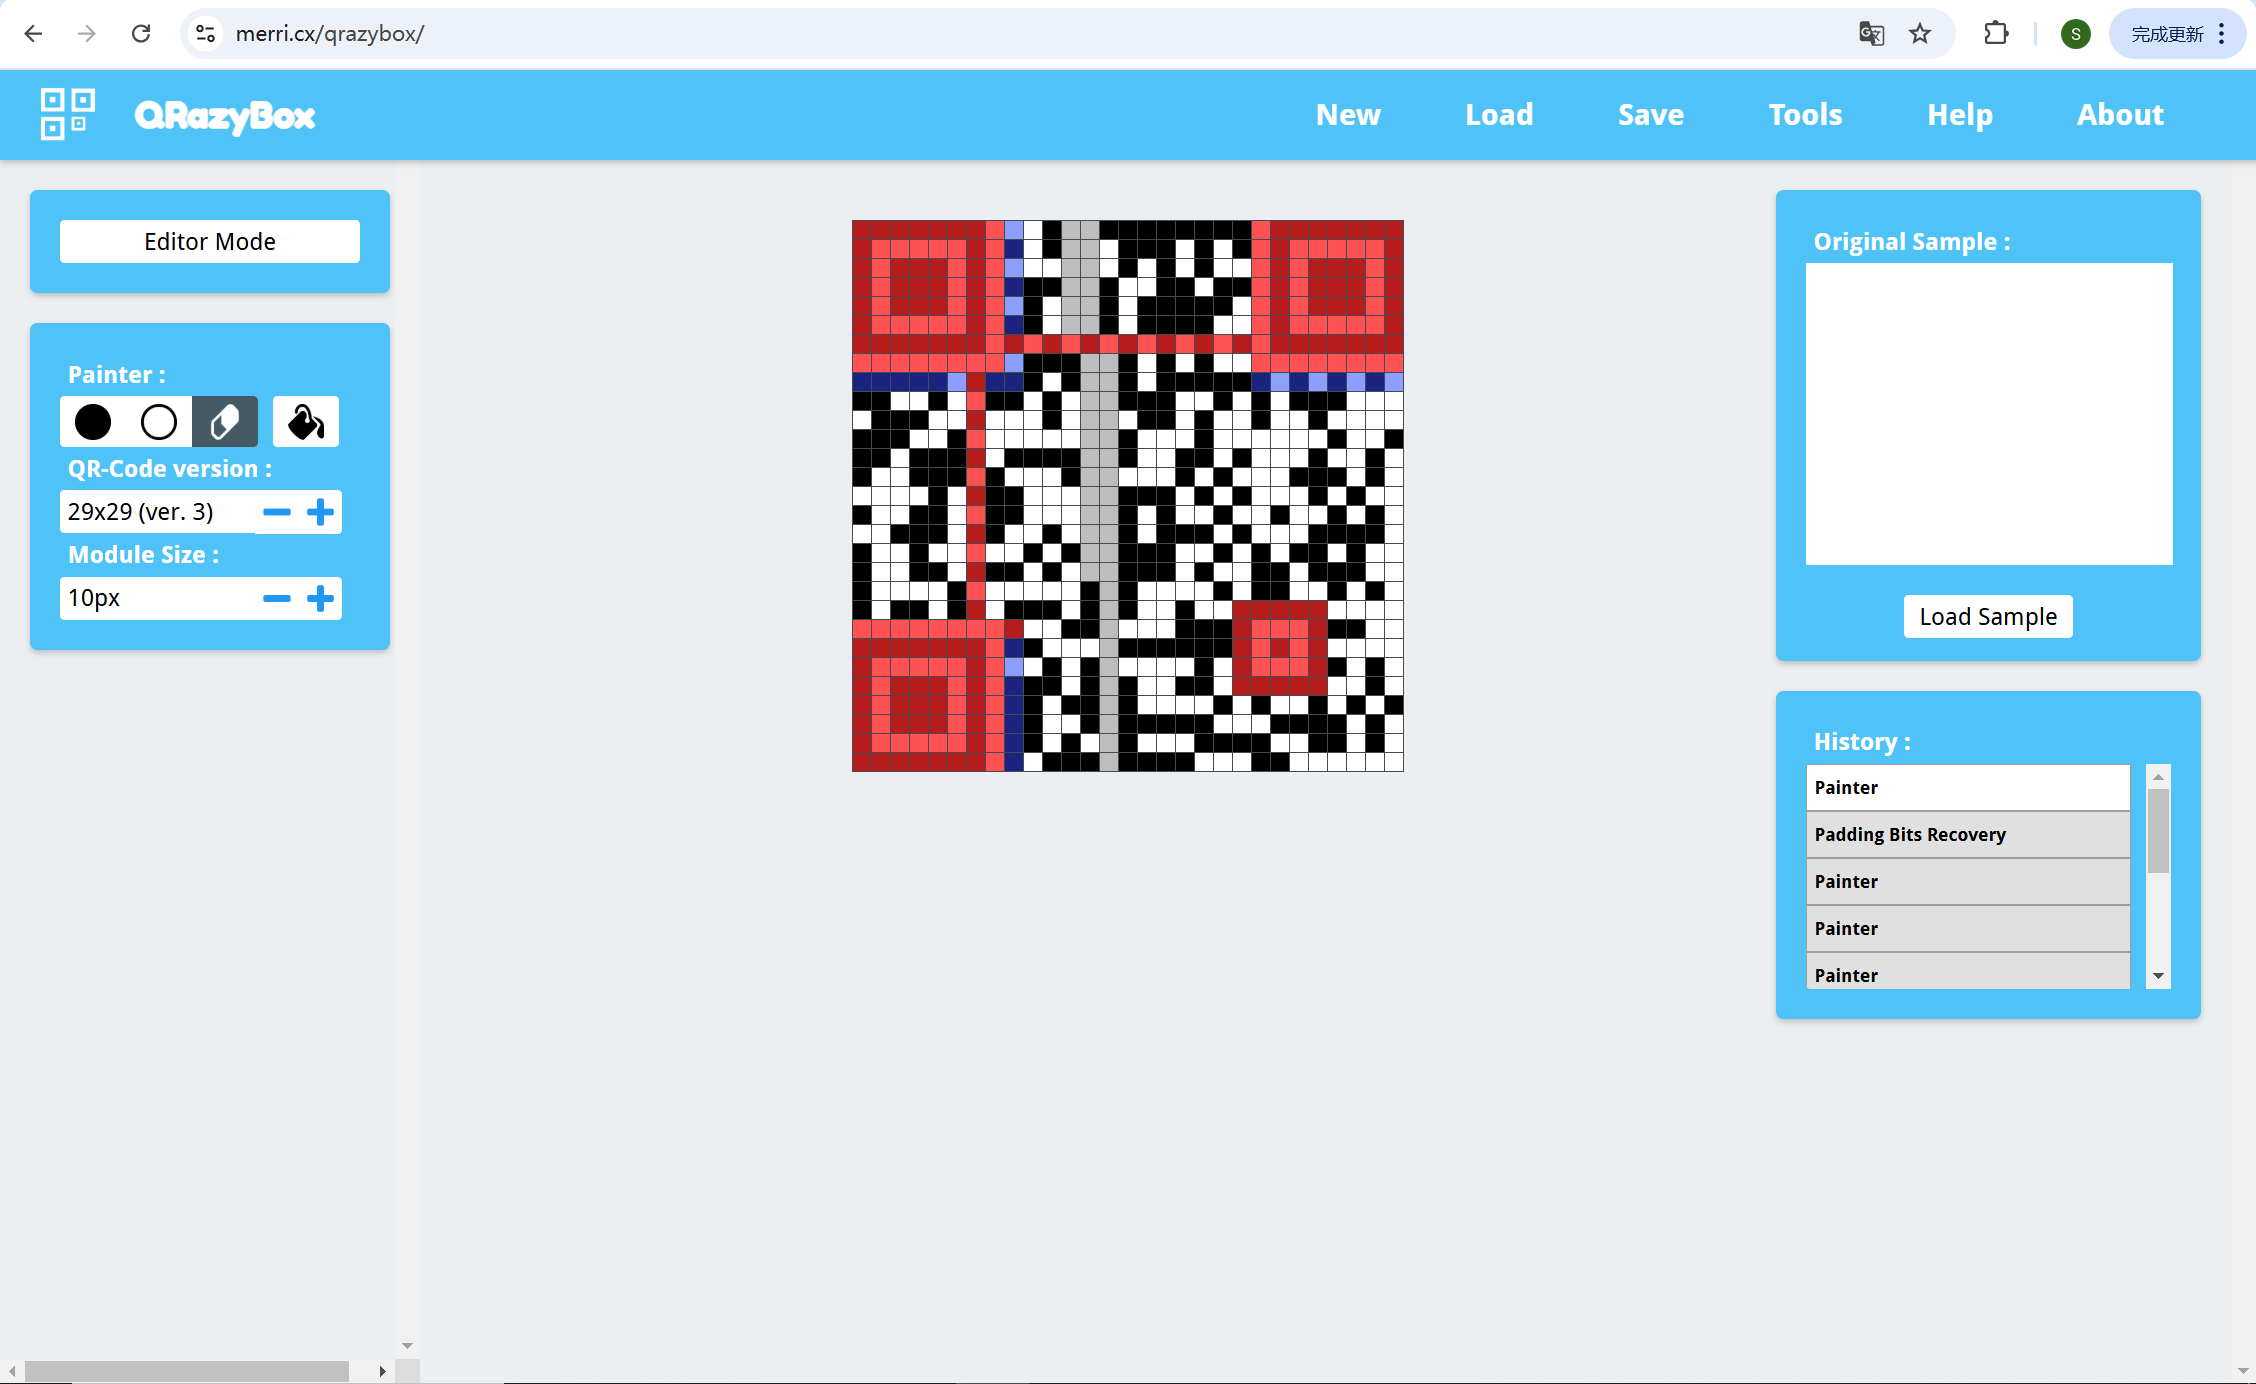 merri.cx/qrazybox/
S
完成更新
QRazyBox
New Load Save Tools Help About
Editor Mode
Painter :
QR-Code version :
29x29 (ver. 3)
Module Size :
10px
Original Sample :
Load Sample
History :
Painter
Padding Bits Recovery
Painter
Painter
Painter